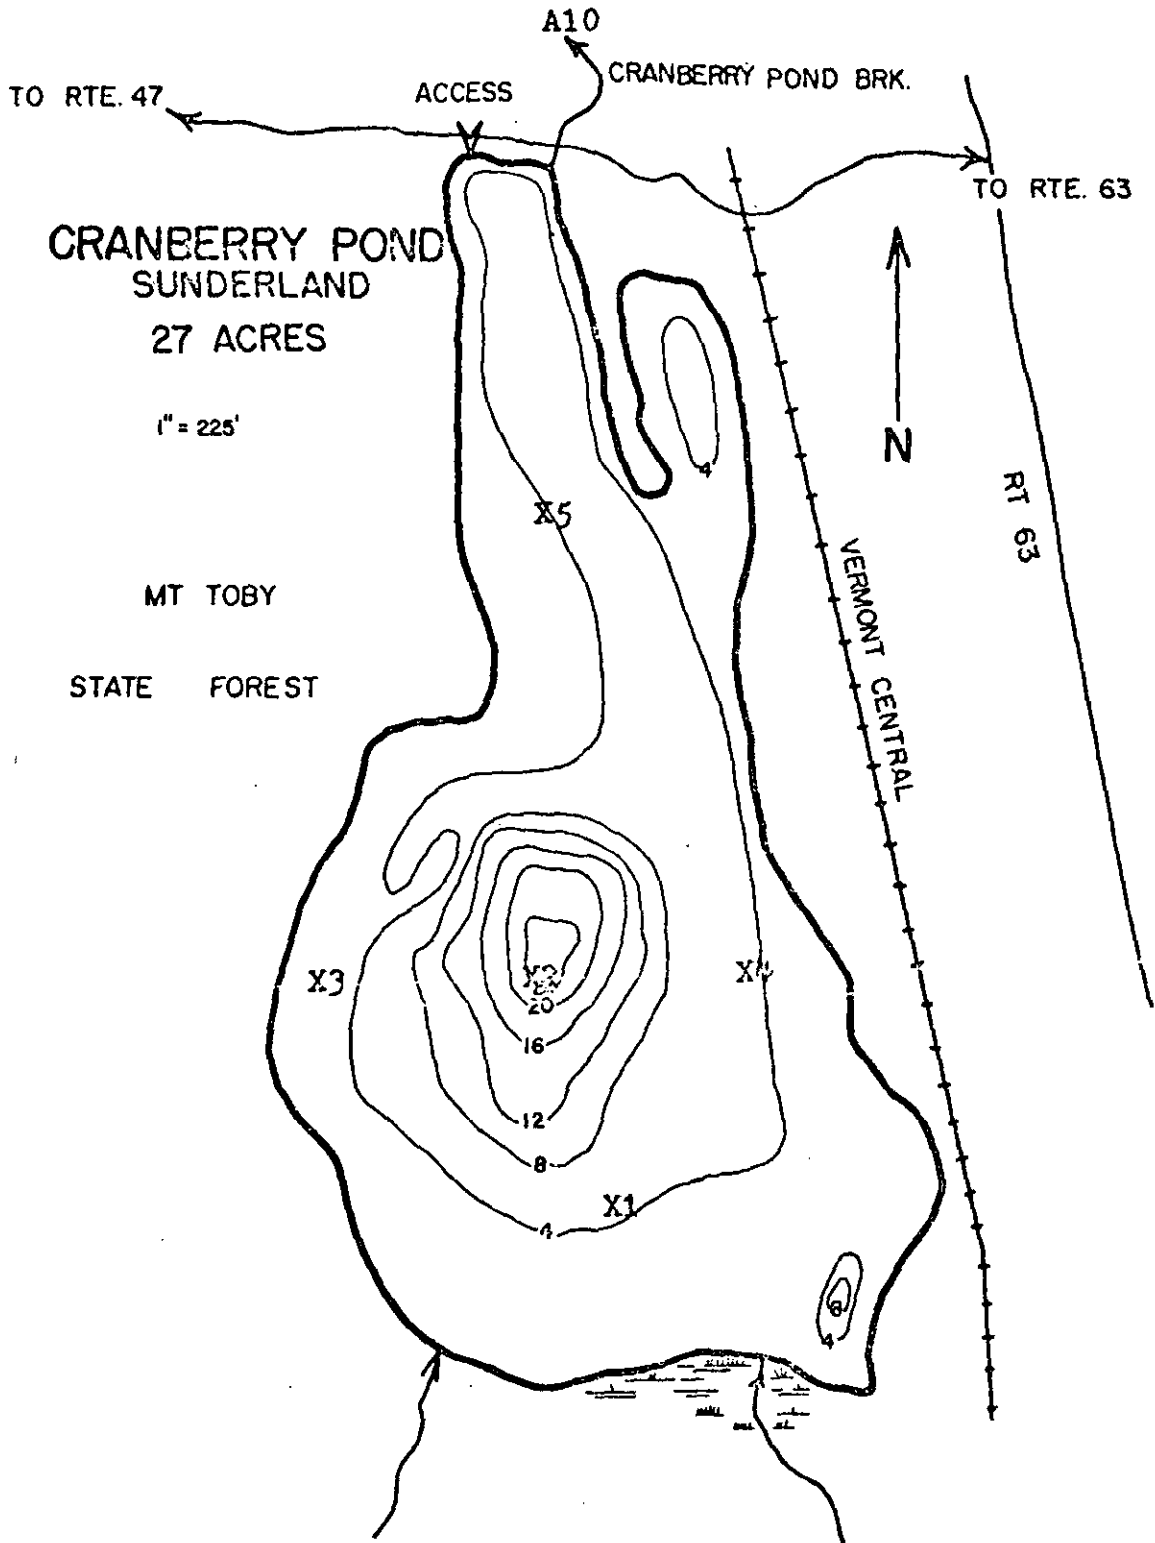 A10
CRANBERRY POND BRK.
TO RTE. 47
ACCESS
TO RTE. 63
CRANBERRY POND
SUNDERLAND
27 ACRES
1" = 225'
N
4
RT 63
X5
VERMONT CENTRAL
MT TOBY
STATE FOREST
X3
X4
20
16
12
8
X1
4
8
4